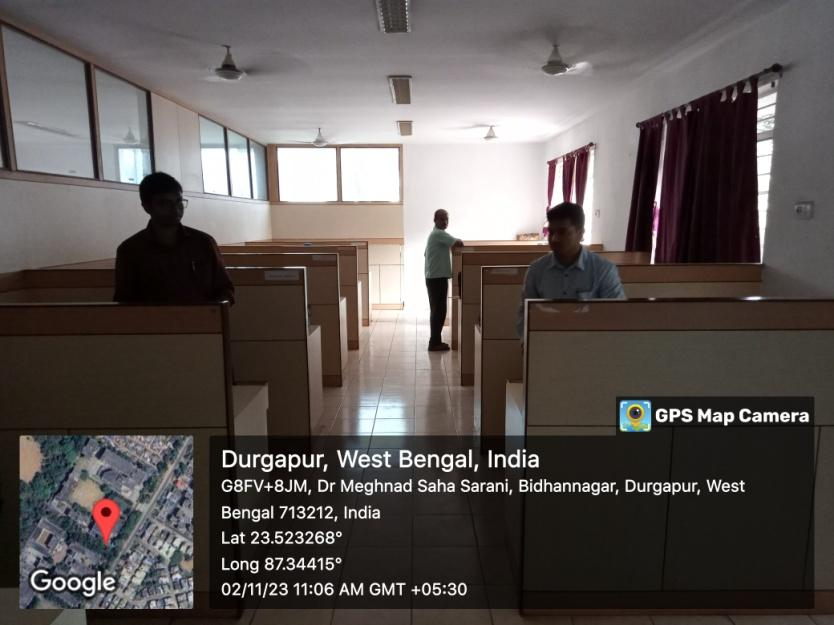 GPS Map Camera
Durgapur, West Bengal, India
G8FV+8JM, Dr Meghnad Saha Sarani, Bidhannagar, Durgapur, West
Bengal 713212, India
Lat 23.523268°
Long 87.34415°
02/11/23 11:06 AM GMT +05:30
Google